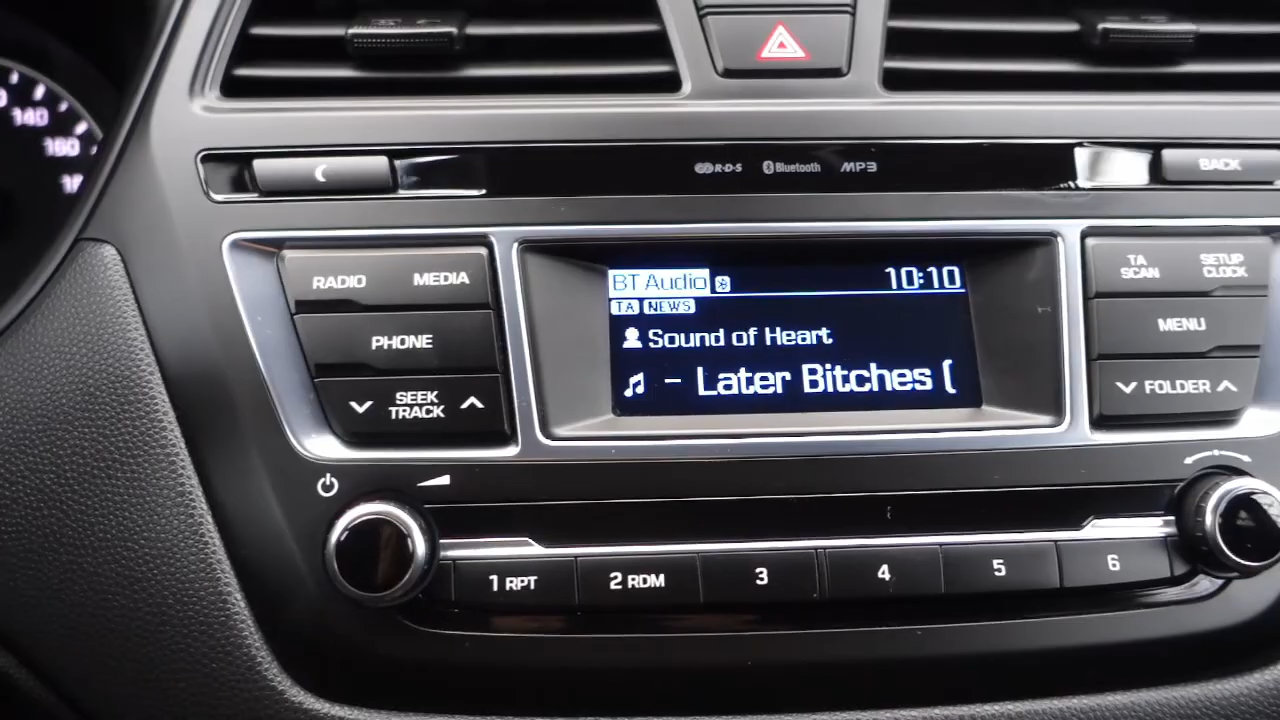 140
160
R·D·S Bluetooth MP3
BACK
RADIO MEDIA
PHONE
SEEK
TRACK
BT Audio 10:10
TA NEWS
Sound of Heart
- Later Bitches (
TA
SCAN
SETUP
CLOCK
MENU
FOLDER
1 RPT 2 RDM 3 4 5 6